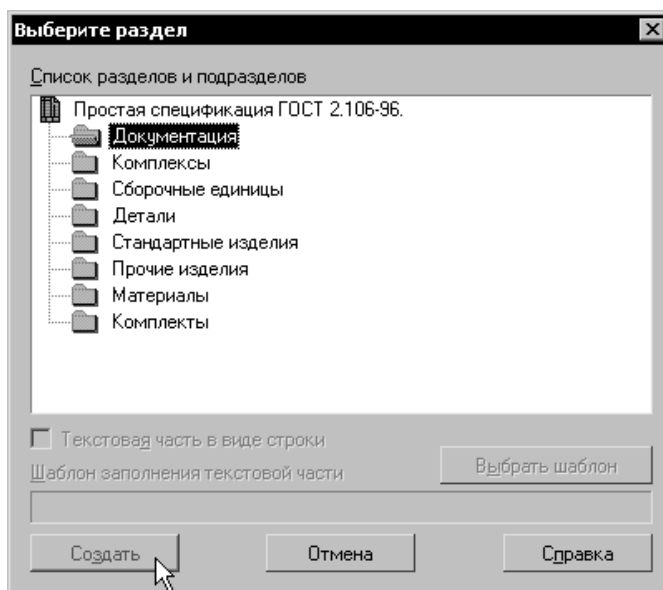 Выберите раздел
Список разделов и подразделов
Простая спецификация ГОСТ 2.106-96.
Документация
Комплексы
Сборочные единицы
Детали
Стандартные изделия
Прочие изделия
Материалы
Комплекты
Текстовая часть в виде строки
Шаблон заполнения текстовой части
Выбрать шаблон
Создать
Отмена
Справка